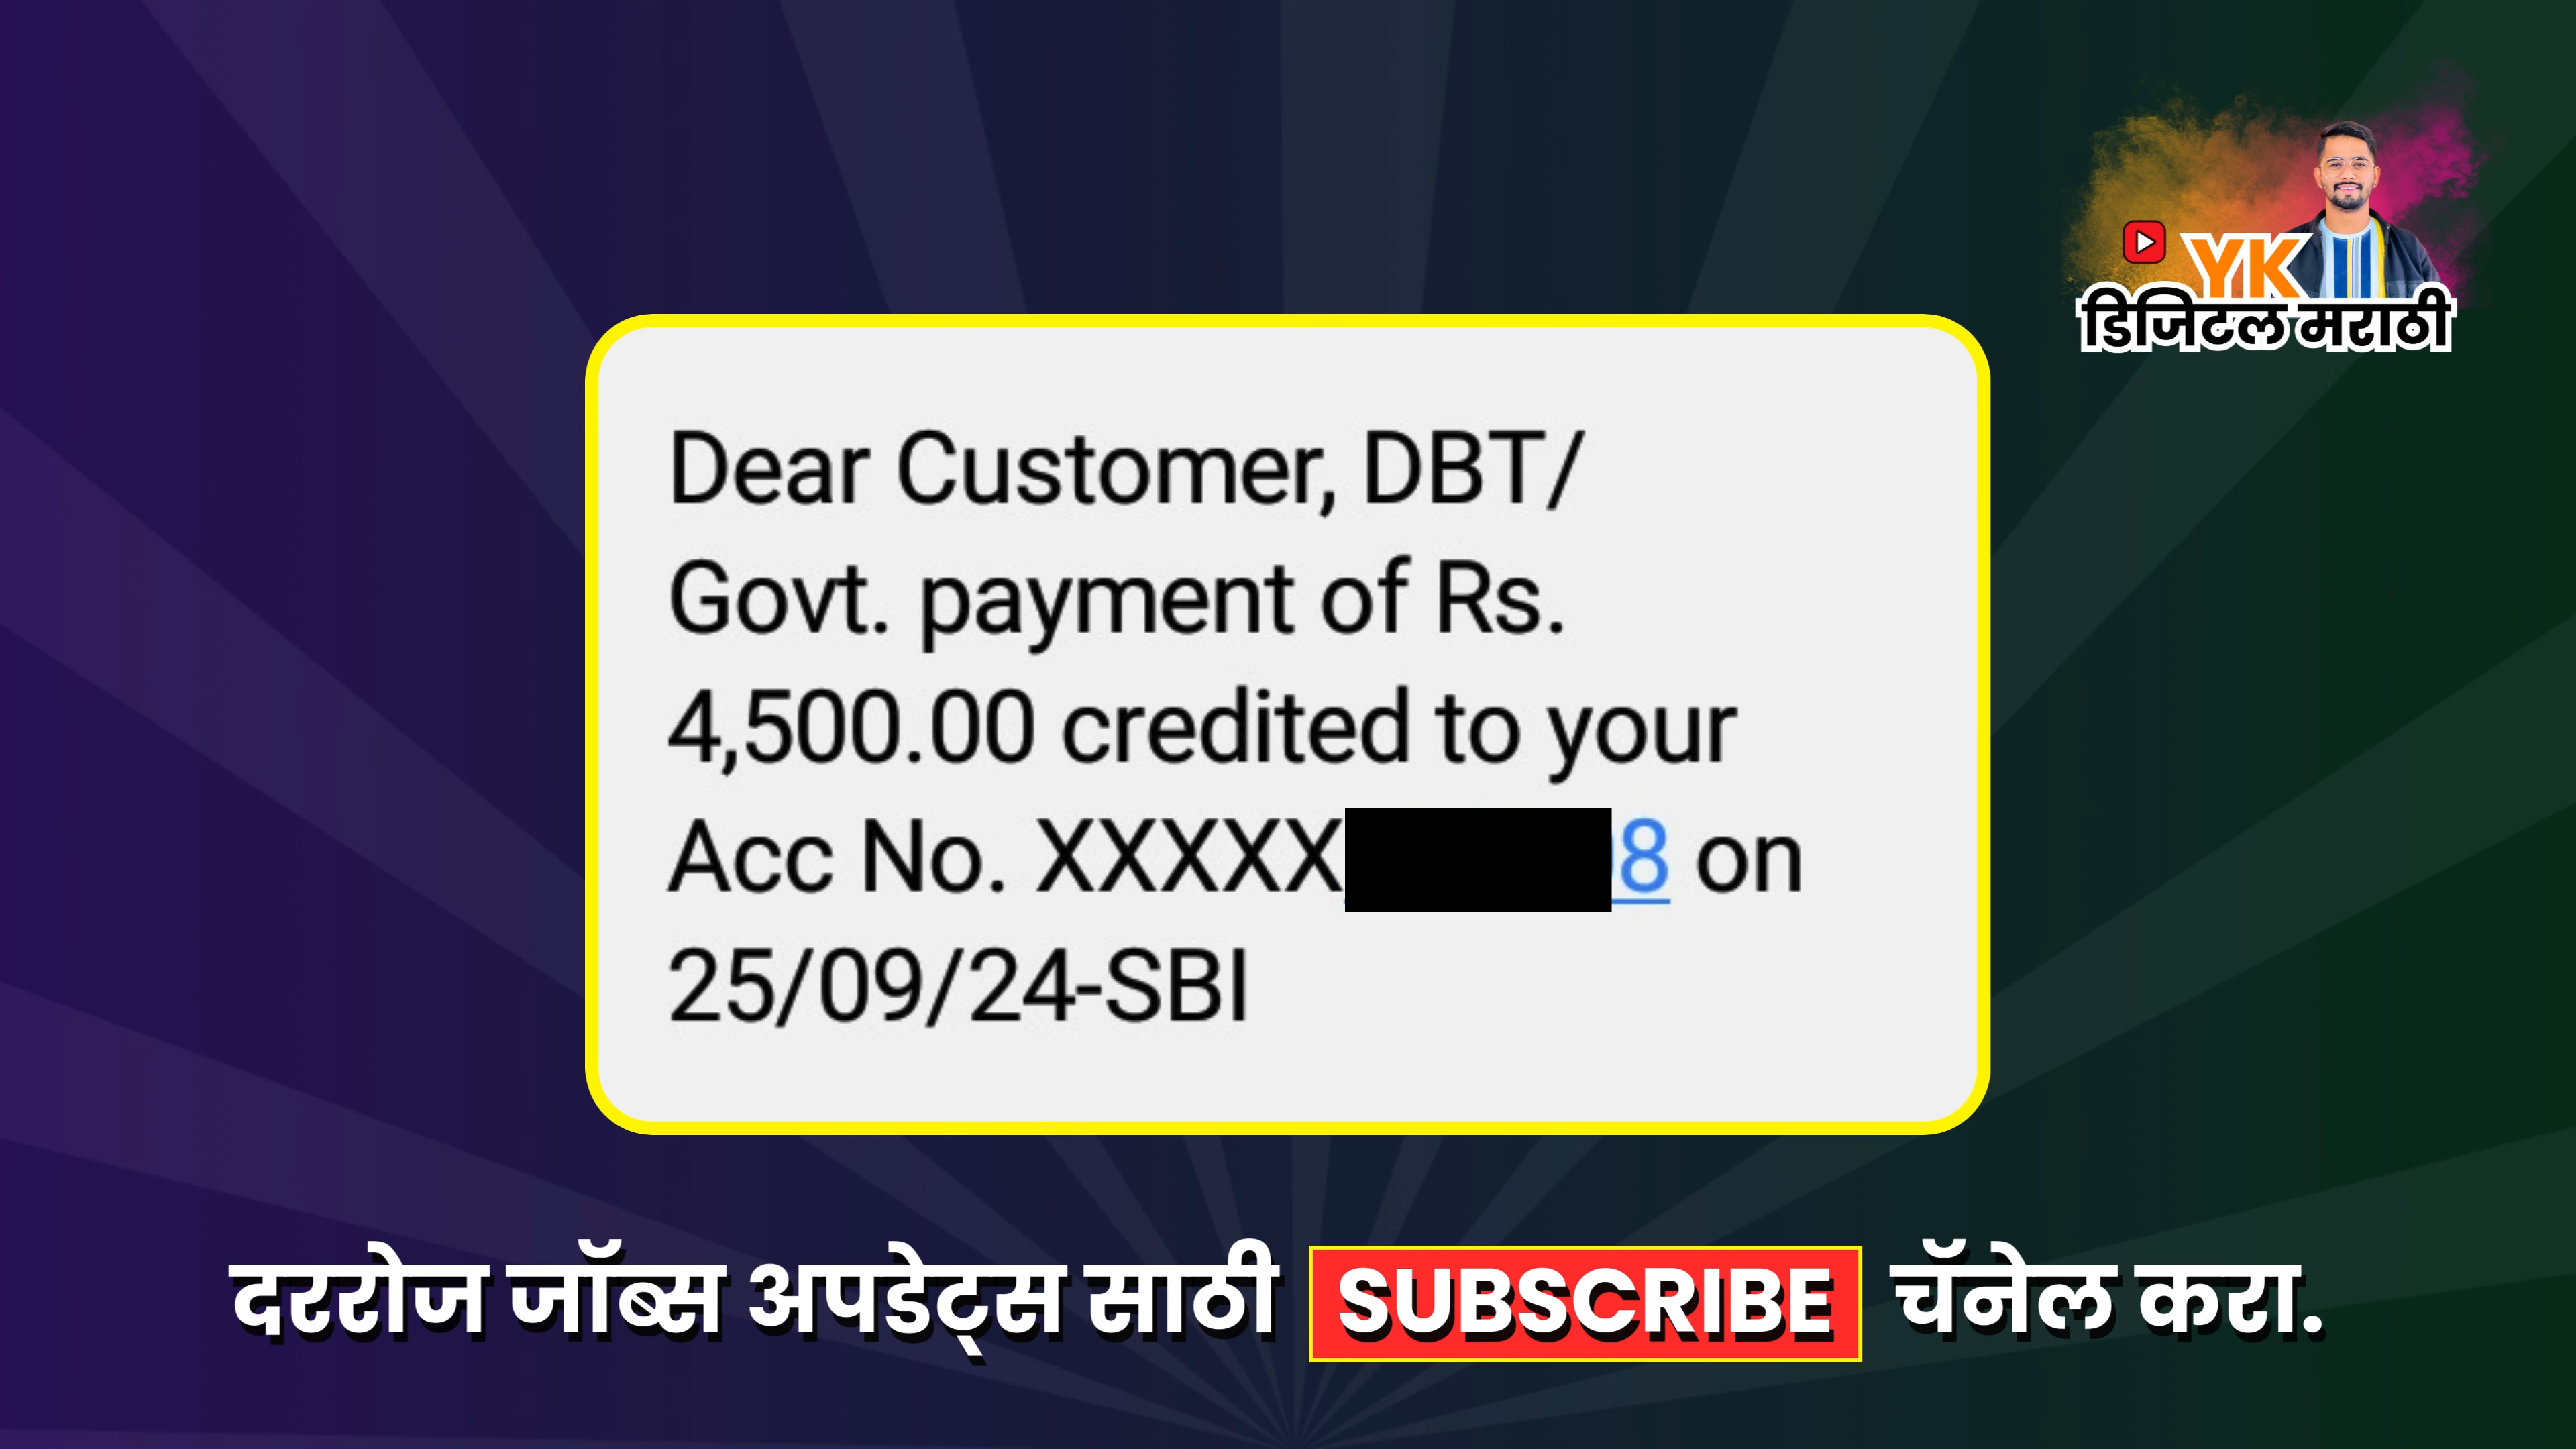 YK
डिजिटल मराठी
Dear Customer, DBT/
Govt. payment of Rs.
4,500.00 credited to your
Acc No. XXXXX 8 on
25/09/24-SBI
दररोज जॉब्स अपडेट्स साठी SUBSCRIBE चॅनेल करा.